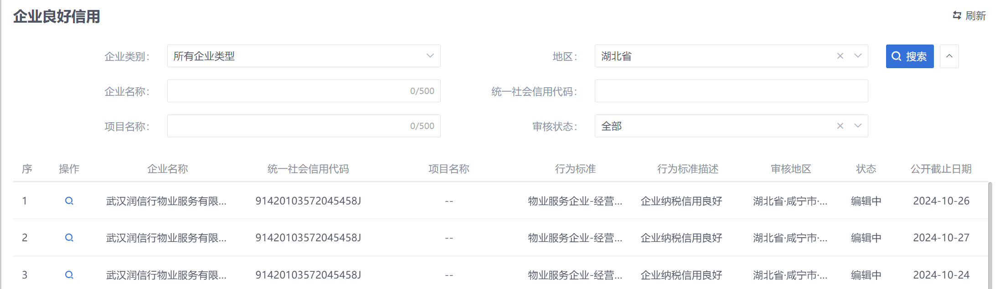 企业良好信用 刷新
企业类别： 所有企业类型 地区： 湖北省 搜索
企业名称： 0/500 统一社会信用代码：
项目名称： 0/500 审核状态： 全部
序 操作 企业名称 统一社会信用代码 项目名称 行为标准 行为标准描述 审核地区 状态 公开截止日期
1 武汉润信行物业服务有限... 91420103572045458J -- 物业服务企业-经营... 企业纳税信用良好 湖北省·咸宁市·... 编辑中 2024-10-26
2 武汉润信行物业服务有限... 91420103572045458J -- 物业服务企业-经营... 企业纳税信用良好 湖北省·咸宁市·... 编辑中 2024-10-27
3 武汉润信行物业服务有限... 91420103572045458J -- 物业服务企业-经营... 企业纳税信用良好 湖北省·咸宁市·... 编辑中 2024-10-24